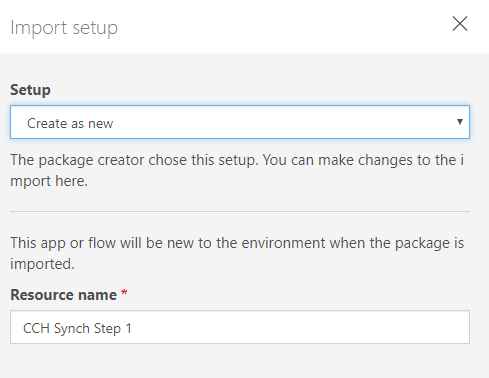 Import setup
Setup
Create as new
The package creator chose this setup. You can make changes to the i
mport here.
This app or flow will be new to the environment when the package is
imported.
Resource name *
CCH Synch Step 1